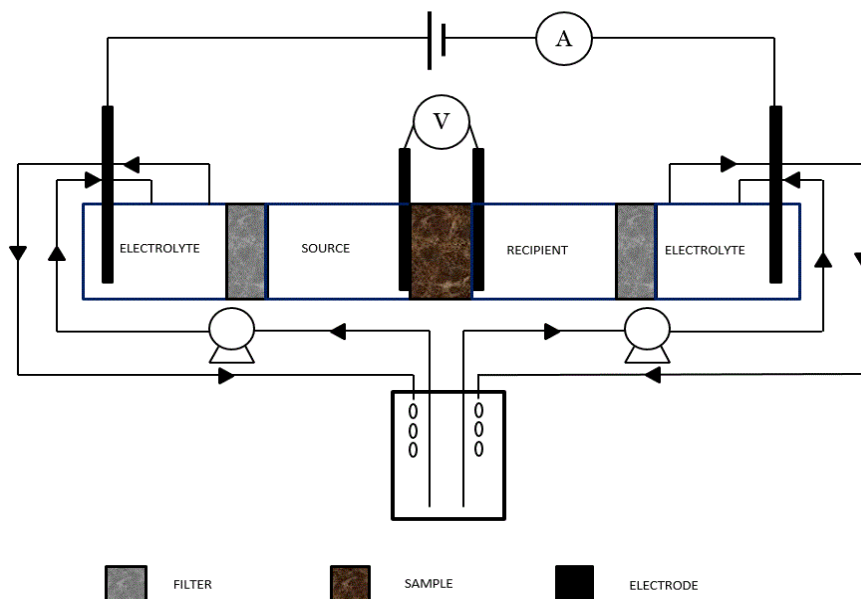 A
V
ELECTROLYTE
SOURCE
RECIPIENT
ELECTROLYTE
FILTER
SAMPLE
ELECTRODE